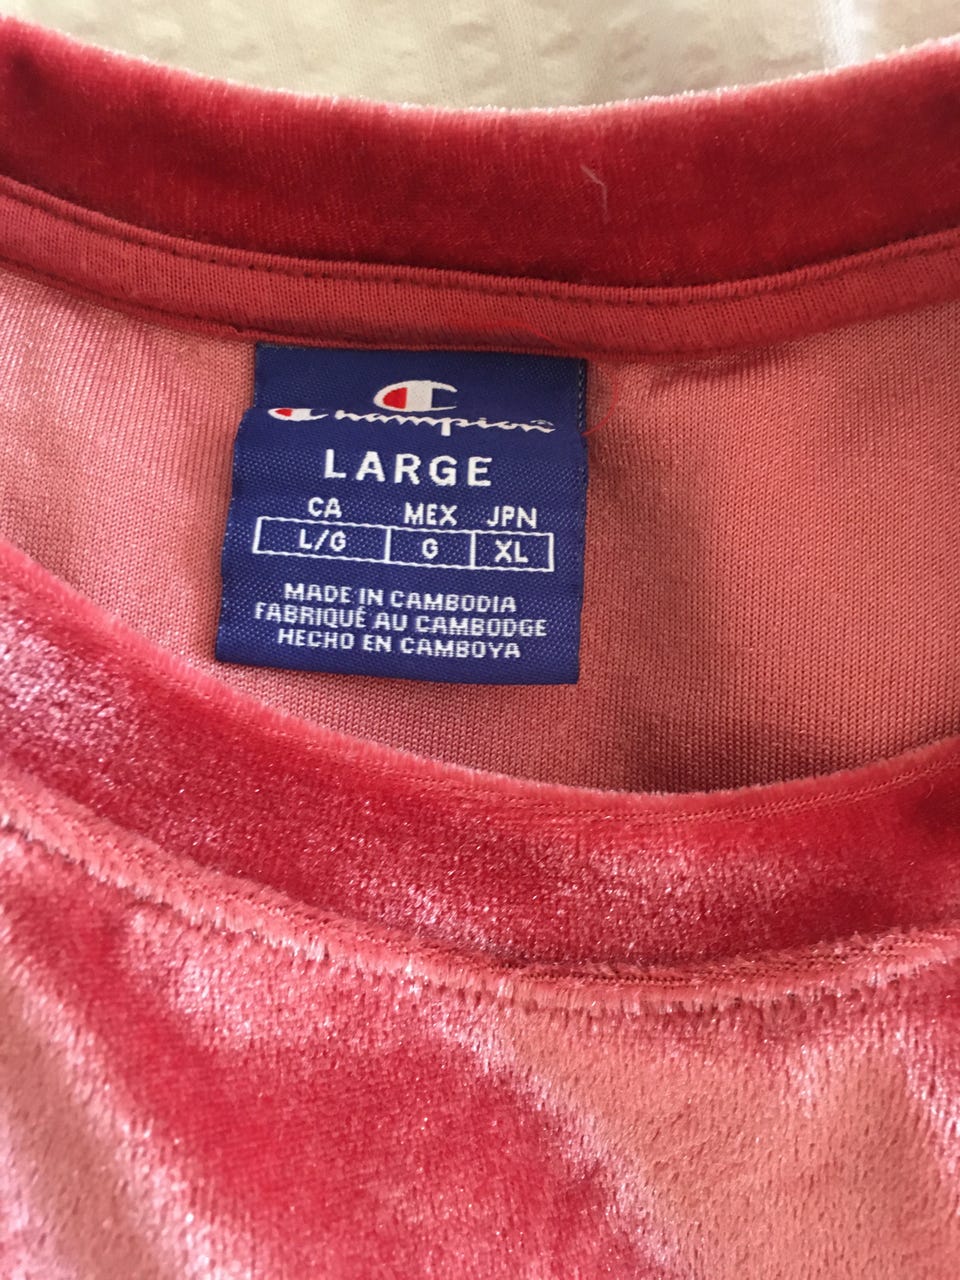 Champion
LARGE
CA MEX JPN
L/G G XL
MADE IN CAMBODIA
FABRIQUÉ AU CAMBODGE
HECHO EN CAMBOYA